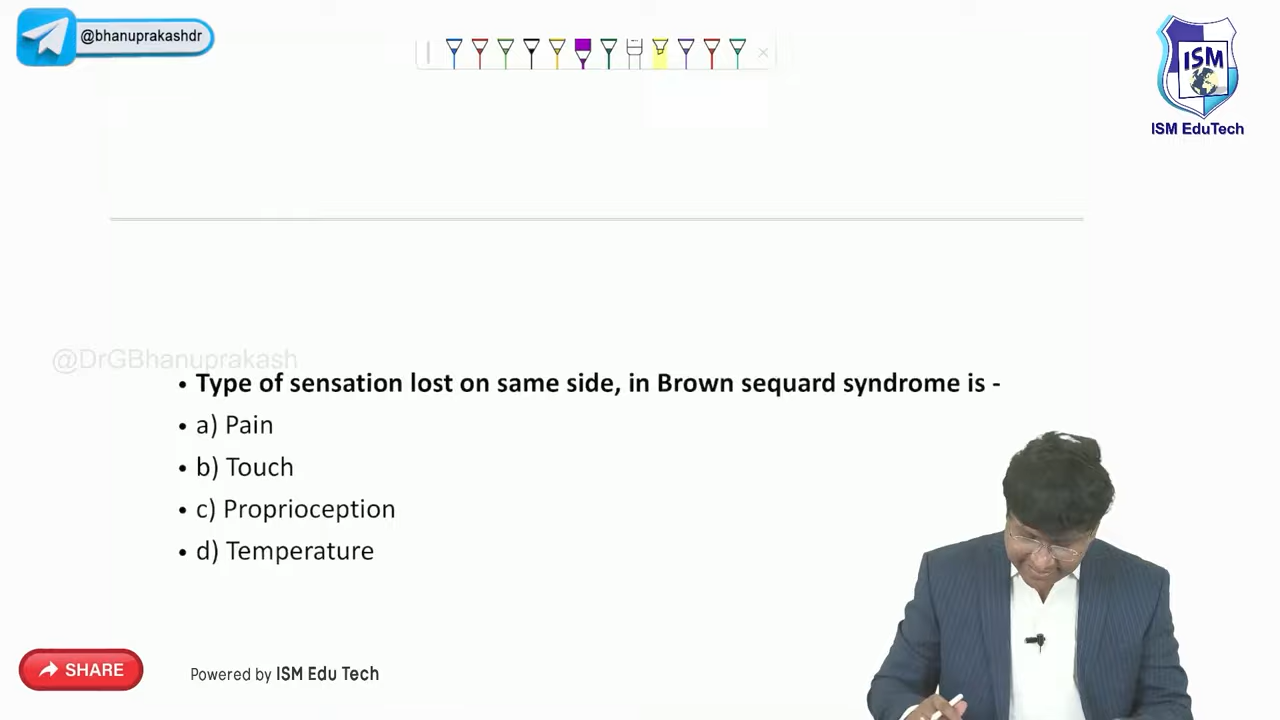 @bhanuprakashdr
ISM
ISM EduTech
@DrGBhanuprakash
• Type of sensation lost on same side, in Brown sequard syndrome is -
• a) Pain
• b) Touch
• c) Proprioception
• d) Temperature
SHARE
Powered by ISM Edu Tech